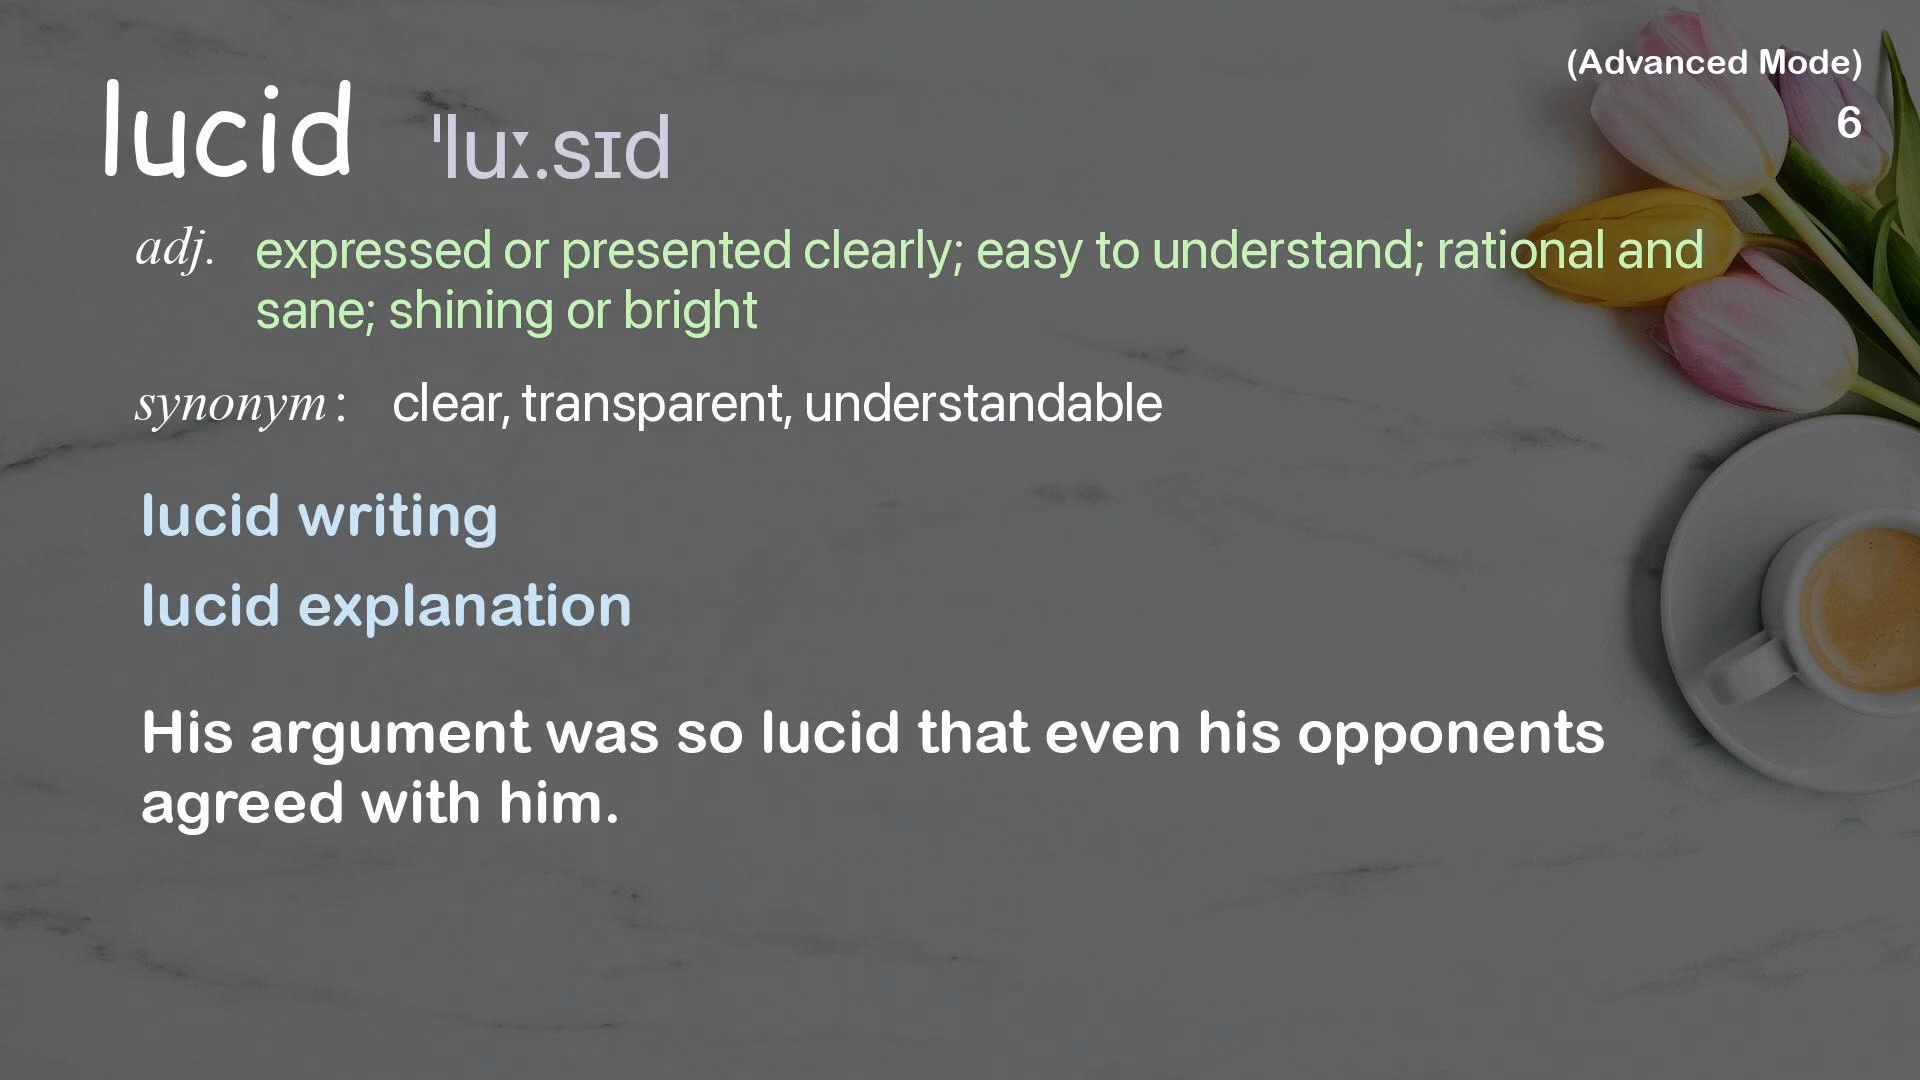 (Advanced Mode)
6
lucid ˈluː.sɪd
adj. expressed or presented clearly; easy to understand; rational and
sane; shining or bright
synonym: clear, transparent, understandable
lucid writing
lucid explanation
His argument was so lucid that even his opponents
agreed with him.